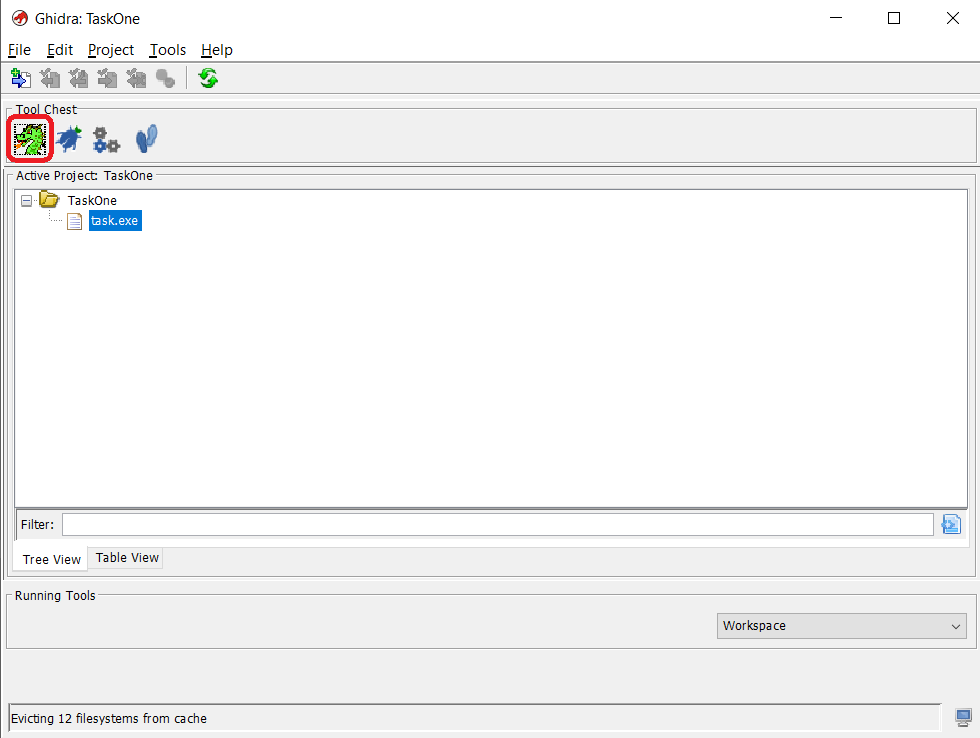 Ghidra: TaskOne
File Edit Project Tools Help
Tool Chest
Active Project: TaskOne
TaskOne
task.exe
Filter:
Tree View Table View
Running Tools
Workspace
Evicting 12 filesystems from cache